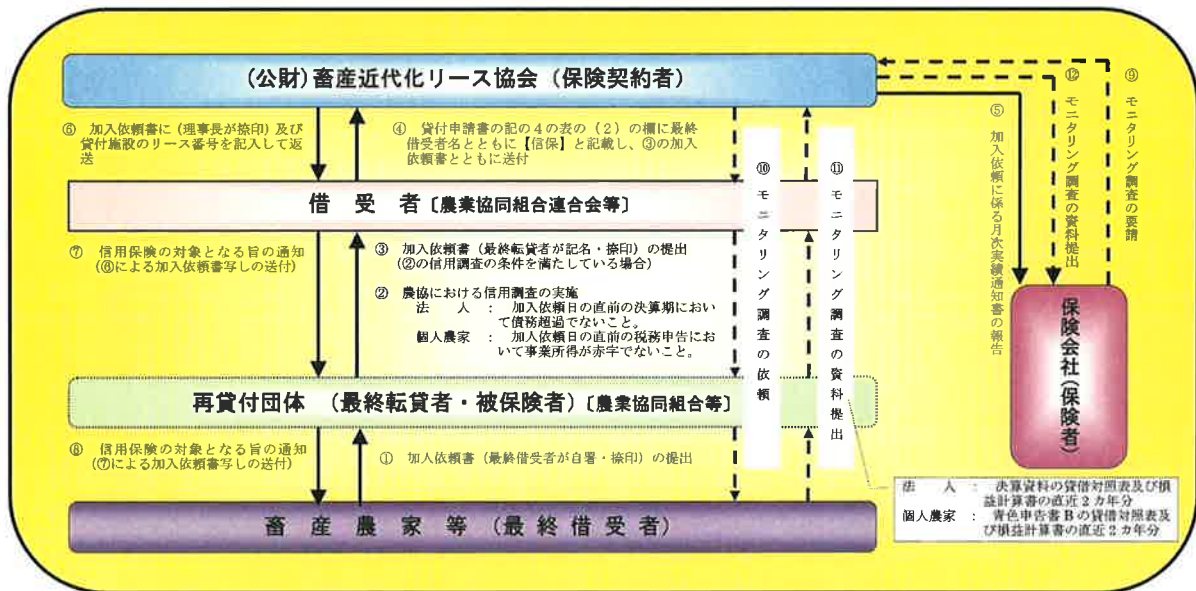 (公財)畜産近代化リース協会(保険契約者)
⑥ 加入依頼書に(理事長が捺印)及び
貸付施設のリース番号を記入して返
送
④ 貸付申請書の記の4の表の(2)の欄に最終
借受者名とともに【信保】と記載し、③の加入
依頼書とともに送付
借 受 者〔農業協同組合連合会等〕
⑦ 信用保険の対象となる旨の通知
(⑥による加入依頼書写しの送付)
③ 加入依頼書(最終転貸者が記名・捺印)の提出
(②の信用調査の条件を満たしている場合)
② 農協における信用調査の実施
法 人 : 加入依頼日の直前の決算期におい
て債務超過でないこと。
個人農家 : 加入依頼日の直前の税務申告にお
いて事業所得が赤字でないこと。
再貸付団体 (最終転貸者・被保険者)〔農業協同組合等〕
⑧ 信用保険の対象となる旨の通知
(⑦による加入依頼書写しの送付)
① 加入依頼書(最終借受者が自署・捺印)の提出
畜 産 農 家 等 (最 終 借 受 者)
⑩ モニタリング調査の依頼
⑪ モニタリング調査の資料提出
⑤ 加入依頼に係る月次実績通知書の報告
⑫ モニタリング調査の資料提出
⑨ モニタリング調査の要請
保険会社(保険者)
法 人 : 決算資料の貸借対照表及び損
益計算書の直近2カ年分
個人農家 : 青色申告書Bの貸借対照表及
び損益計算書の直近2カ年分